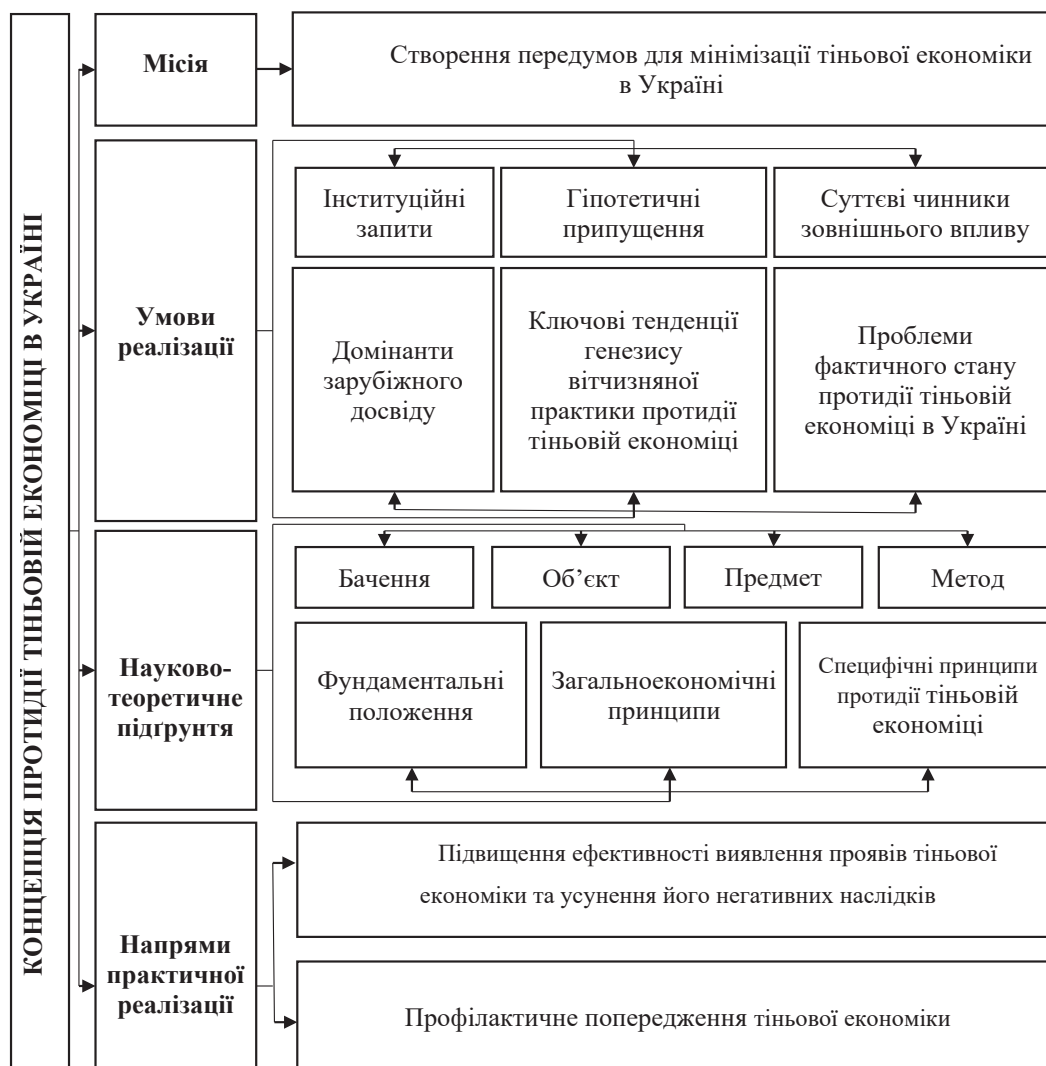 КОНЦЕПЦІЯ ПРОТИДІЇ ТІНЬОВІЙ ЕКОНОМІЦІ В УКРАЇНІ
Місія
Створення передумов для мінімізації тіньової економіки
в Україні
Умови
реалізації
Інституційні
запити
Гіпотетичні
припущення
Суттєві чинники
зовнішнього впливу
Домінанти
зарубіжного
досвіду
Ключові тенденції
генезису
вітчизняної
практики протидії
тіньовій економіці
Проблеми
фактичного стану
протидії тіньовій
економіці в Україні
Науково-
теоретичне
підґрунтя
Бачення
Об’єкт
Предмет
Метод
Фундаментальні
положення
Загальноекономічні
принципи
Специфічні принципи
протидії тіньовій
економіці
Напрями
практичної
реалізації
Підвищення ефективності виявлення проявів тіньової
економіки та усунення його негативних наслідків
Профілактичне попередження тіньової економіки